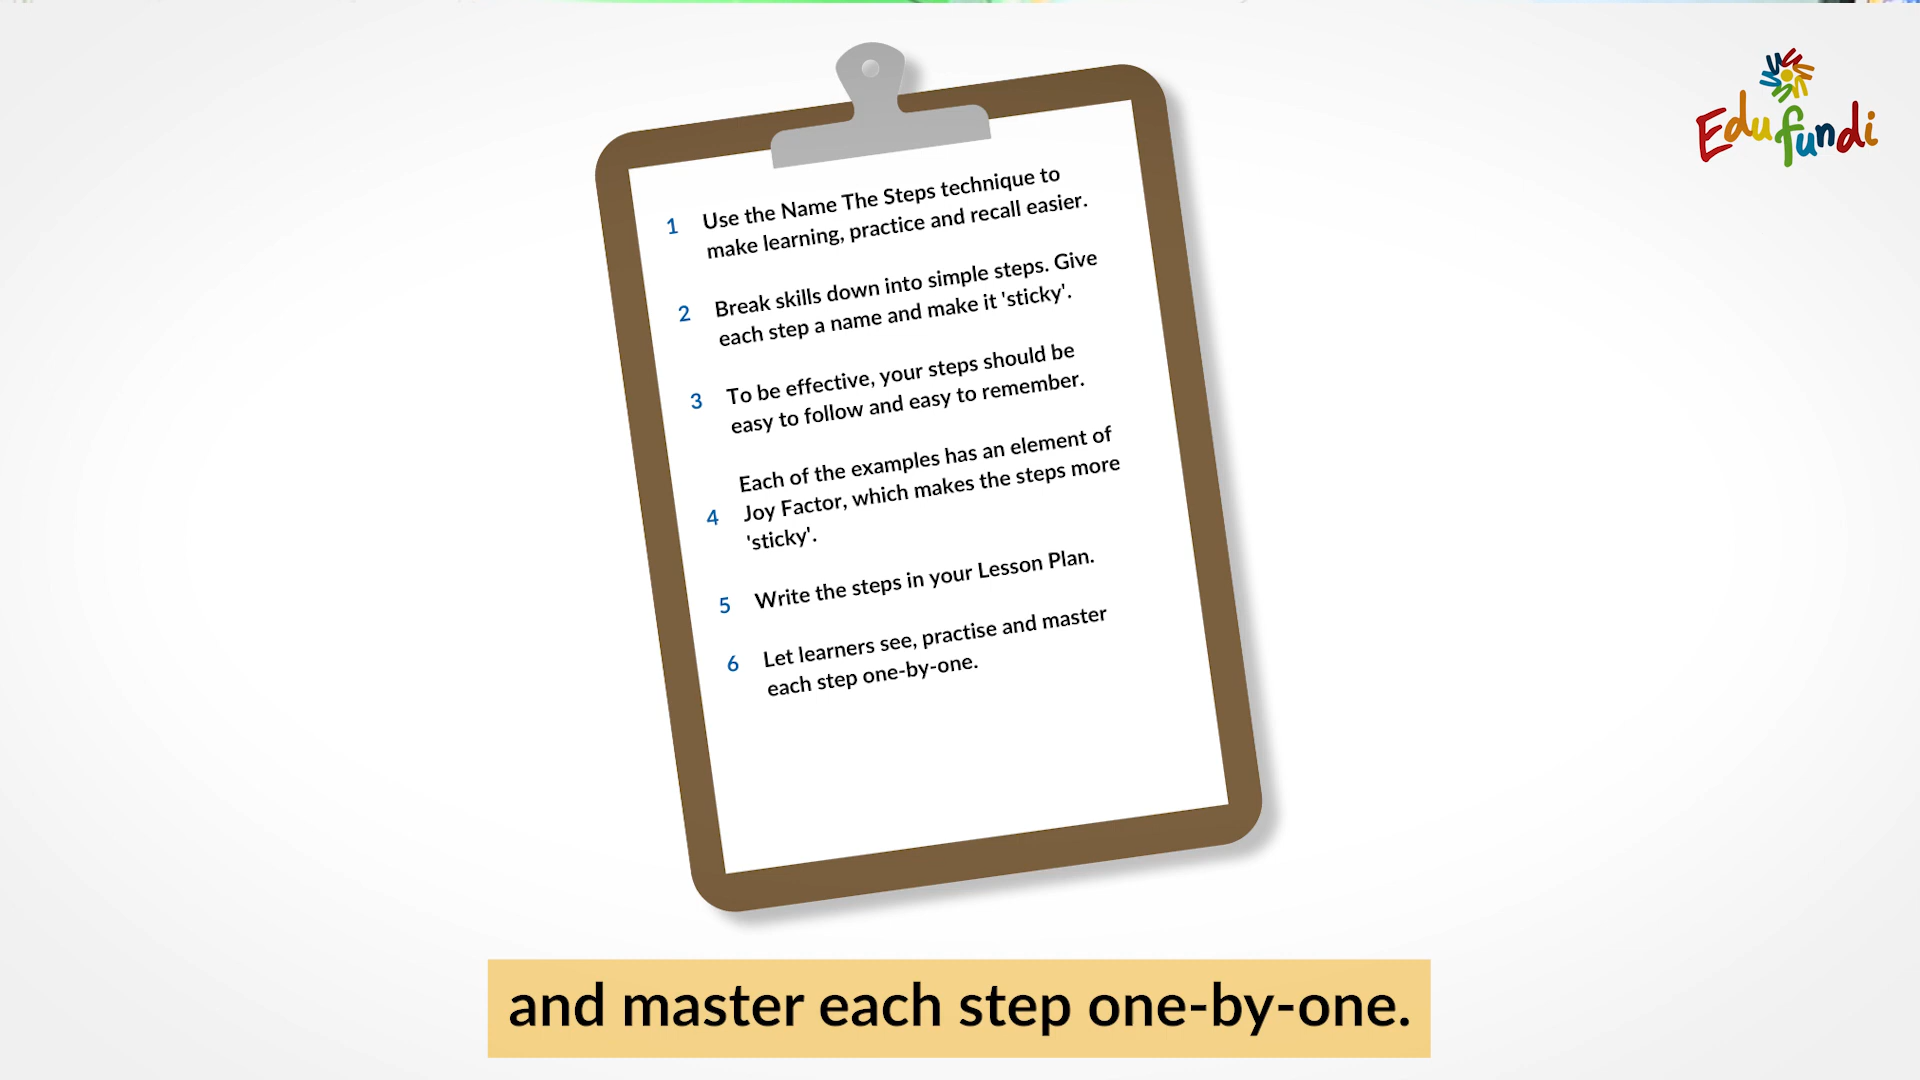 Edufundi
1 Use the Name The Steps technique to
make learning, practice and recall easier.
2 Break skills down into simple steps. Give
each step a name and make it 'sticky'.
3 To be effective, your steps should be
easy to follow and easy to remember.
4 Each of the examples has an element of
Joy Factor, which makes the steps more
'sticky'.
5 Write the steps in your Lesson Plan.
6 Let learners see, practise and master
each step one-by-one.
and master each step one-by-one.